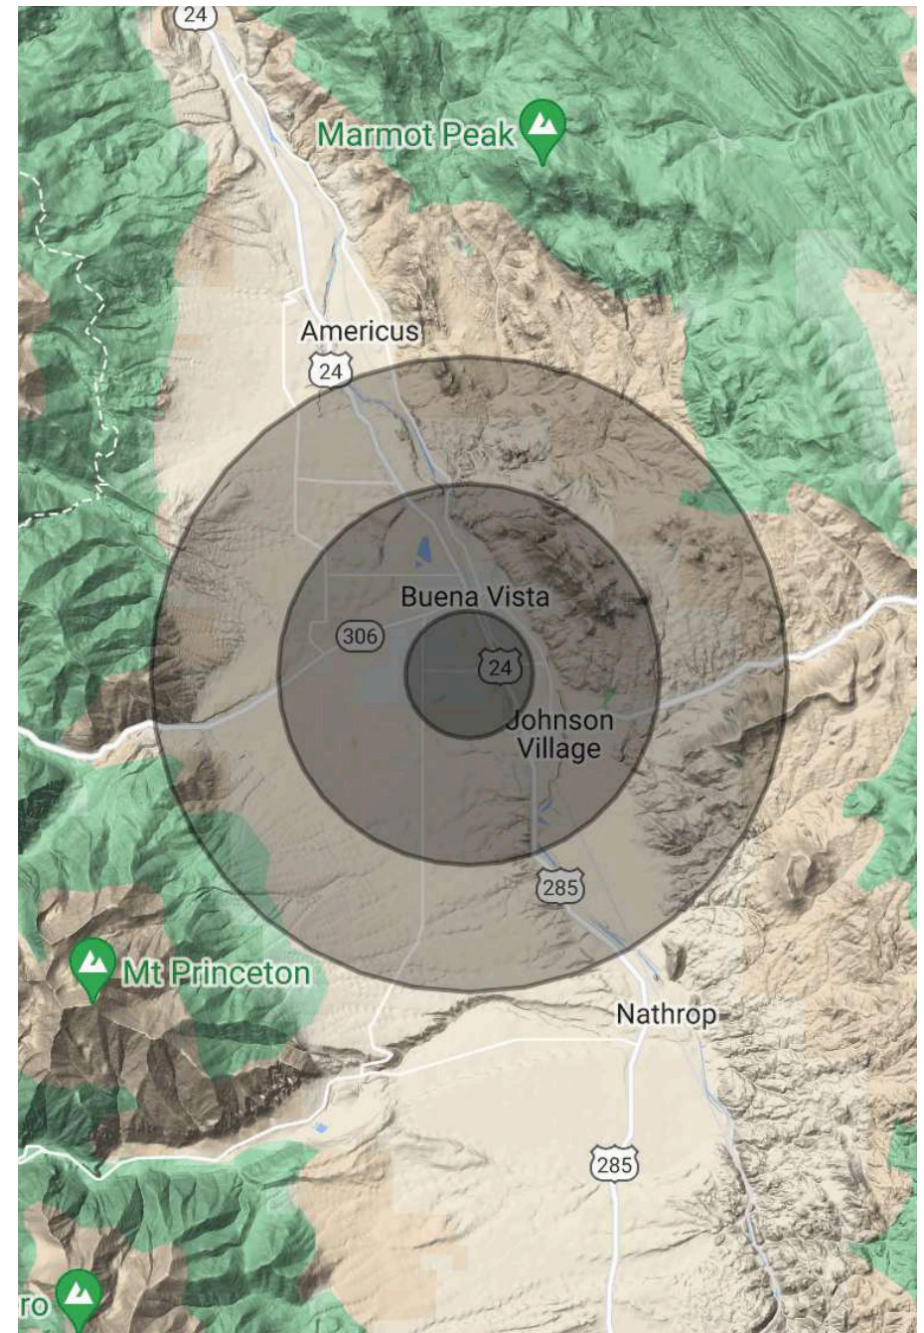 24
Marmot Peak
Americus
24
Buena Vista
306
24
Johnson
Village
285
Mt Princeton
Nathrop
285
ro